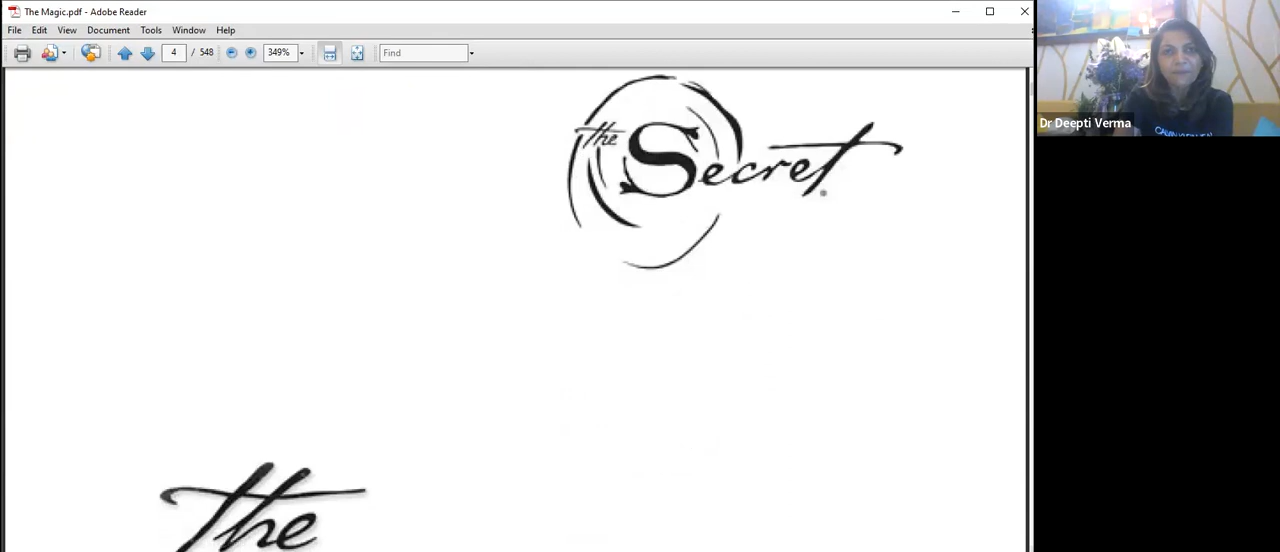 The Magic.pdf - Adobe Reader
File Edit View Document Tools Window Help
4 / 548 349% Find
the Secret
®
Dr Deepti Verma
the